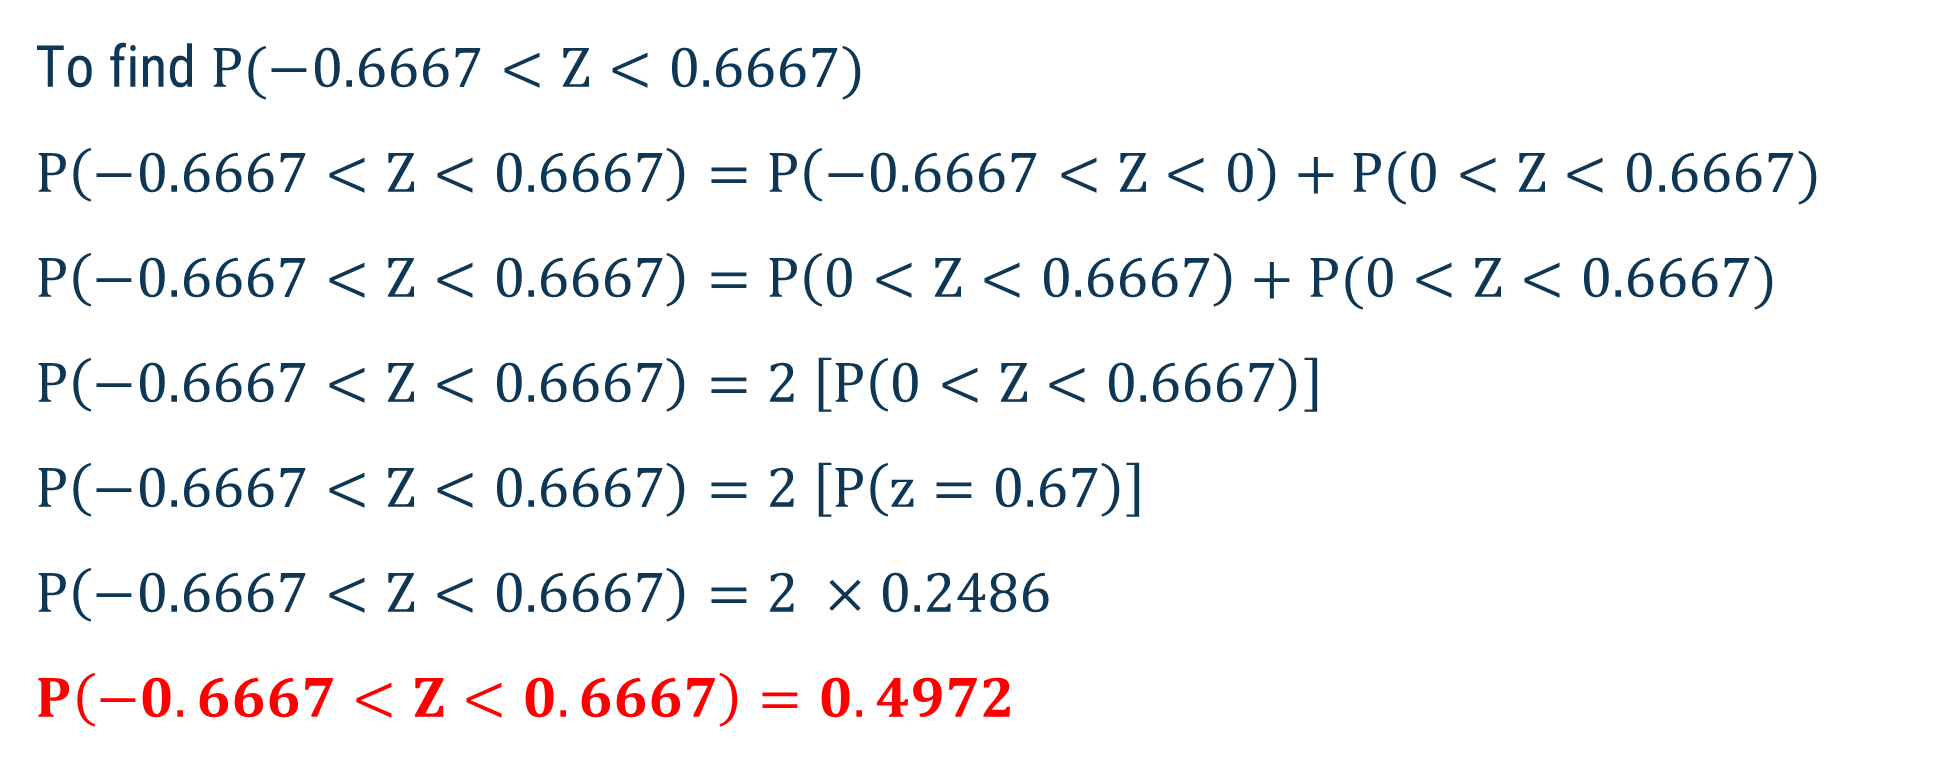 To find P(−0.6667 < Z < 0.6667)
P(−0.6667 < Z < 0.6667) = P(−0.6667 < Z < 0) + P(0 < Z < 0.6667)
P(−0.6667 < Z < 0.6667) = P(0 < Z < 0.6667) + P(0 < Z < 0.6667)
P(−0.6667 < Z < 0.6667) = 2 [P(0 < Z < 0.6667)]
P(−0.6667 < Z < 0.6667) = 2 [P(z = 0.67)]
P(−0.6667 < Z < 0.6667) = 2 × 0.2486
P(−0.6667 < Z < 0.6667) = 0.4972